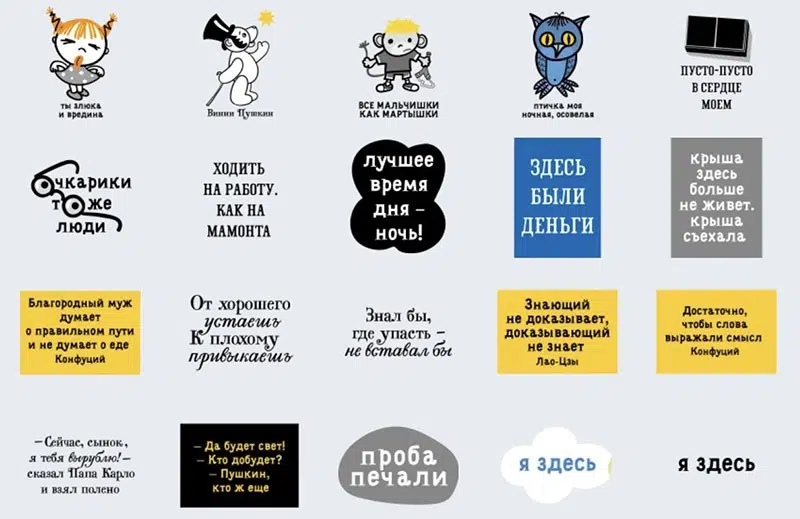 ты злюка
и вредина
Винни Пушкин
ВСЕ МАЛЬЧИШКИ
КАК МАРТЫШКИ
птичка моя
ночная, осовелая
ПУСТО-ПУСТО
В СЕРДЦЕ
МОЕМ
Очкарики
тоже
люди
ХОДИТЬ
НА РАБОТУ.
КАК НА
МАМОНТА
лучшее
время
дня –
ночь!
ЗДЕСЬ
БЫЛИ
ДЕНЬГИ
крыша
здесь
больше
не живет.
крыша
съехала
Благородный муж
думает
о правильном пути
и не думает о еде
Конфуций
От хорошего
устаешь
К плохому
привыкаешь
Знал бы,
где упасть –
не вставал бы
Знающий
не доказывает,
доказывающий
не знает
Лао-Цзы
Достаточно,
чтобы слова
выражали смысл
Конфуций
– Сейчас, сынок,
я тебя вырублю! –
сказал Папа Карло
и взял полено
– Да будет свет!
– Кто добудет?
– Пушкин,
кто ж еще
проба
печали
я здесь
я здесь